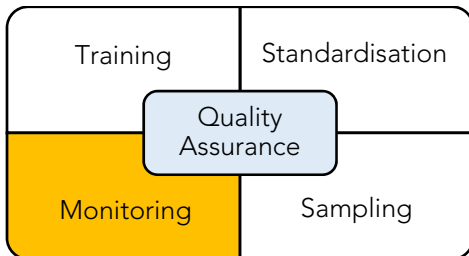 Training
Standardisation
Quality
Assurance
Monitoring
Sampling